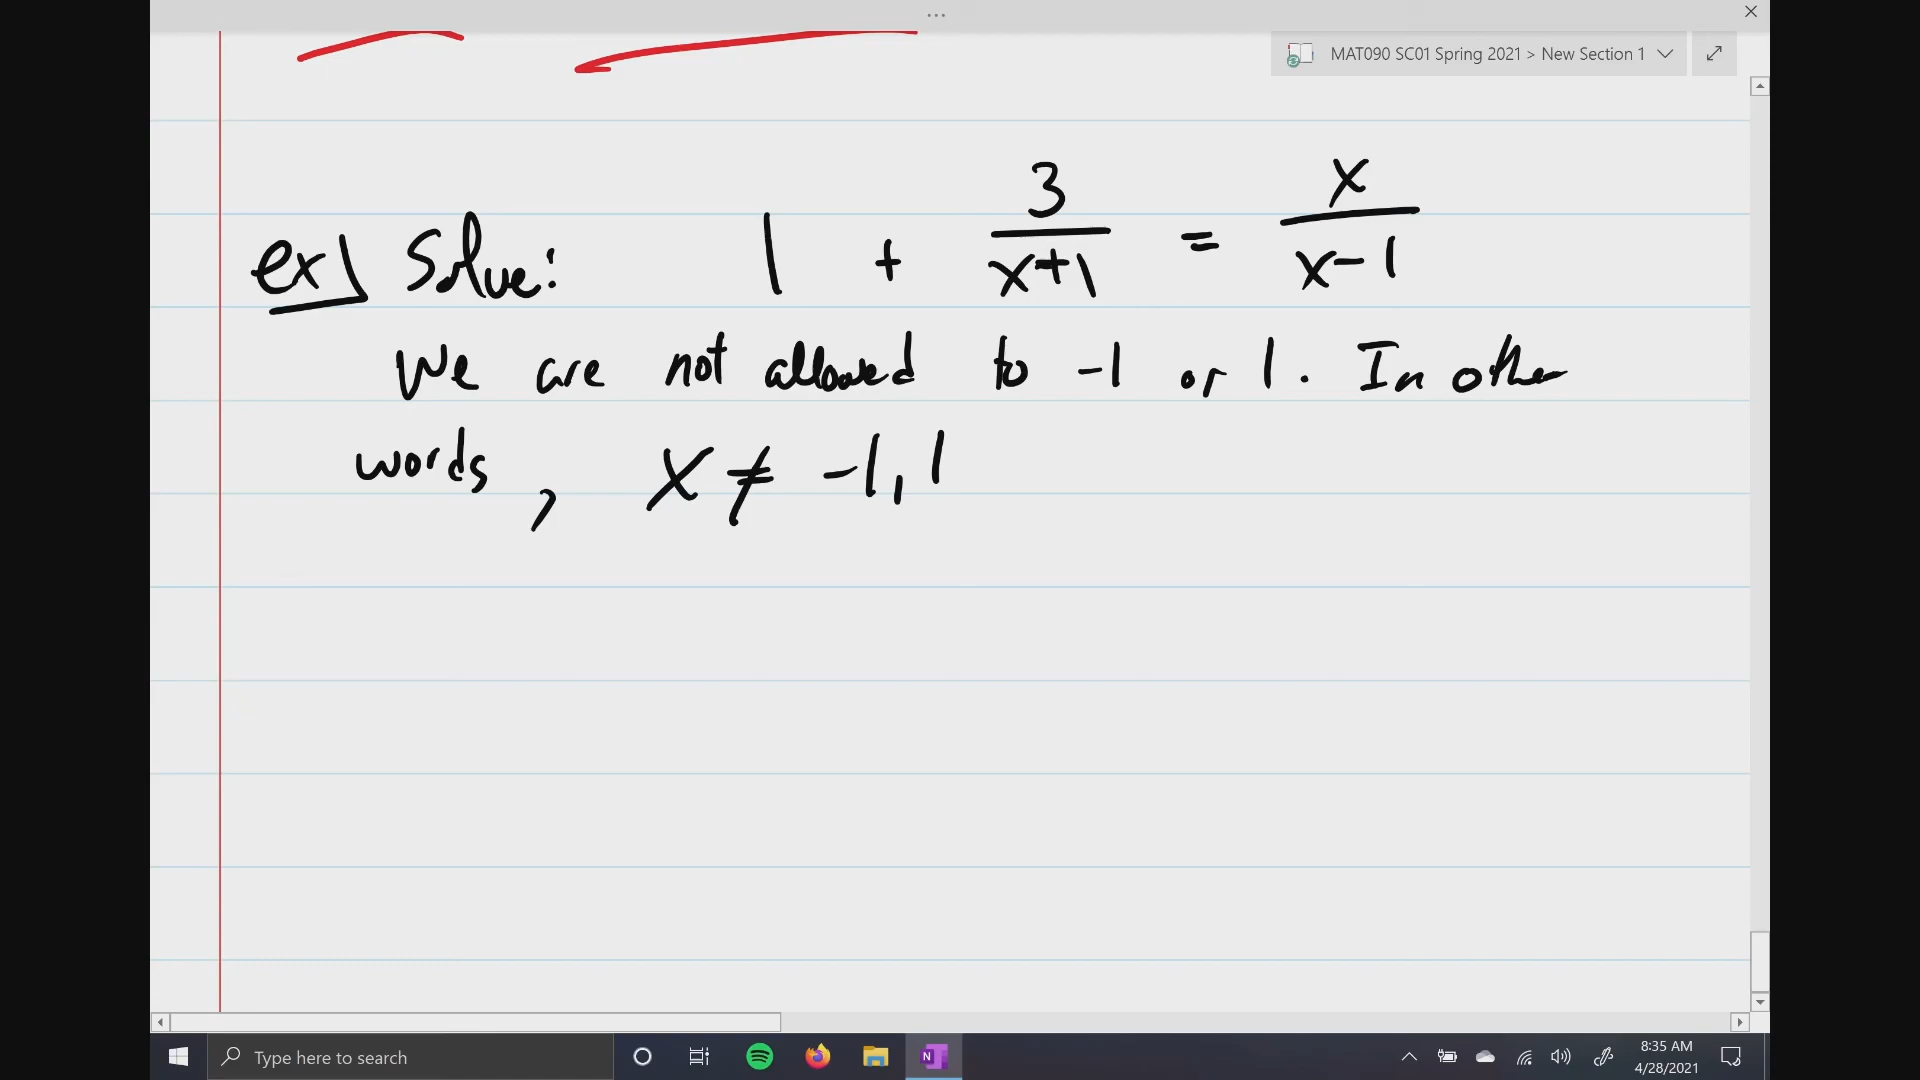 MAT090 SC01 Spring 2021 > New Section 1
ex) Solve: 1 + 3/(x+1) = x/(x-1)
We are not allowed to -1 or 1. In other
words, x ≠ -1, 1
Type here to search
N
8:35 AM
4/28/2021